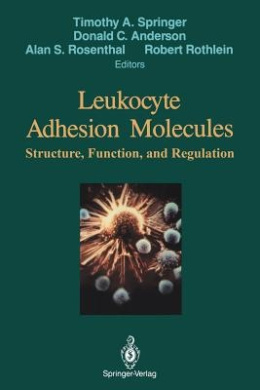 Timothy A. Springer
Donald C. Anderson
Alan S. Rosenthal Robert Rothlein
Editors
Leukocyte
Adhesion Molecules
Structure, Function, and Regulation
Springer-Verlag